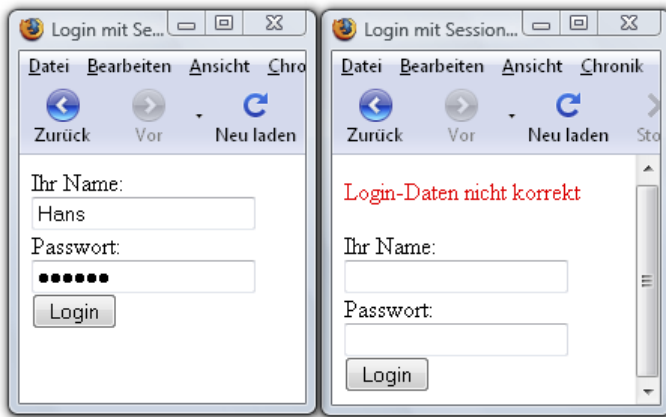 Login mit Se...
Datei Bearbeiten Ansicht Chro
Zurück Vor Neu laden
Ihr Name:
Hans
Passwort:
●●●●●●
Login
Login mit Session...
Datei Bearbeiten Ansicht Chronik
Zurück Vor Neu laden Sto
Login-Daten nicht korrekt
Ihr Name:
Passwort:
Login